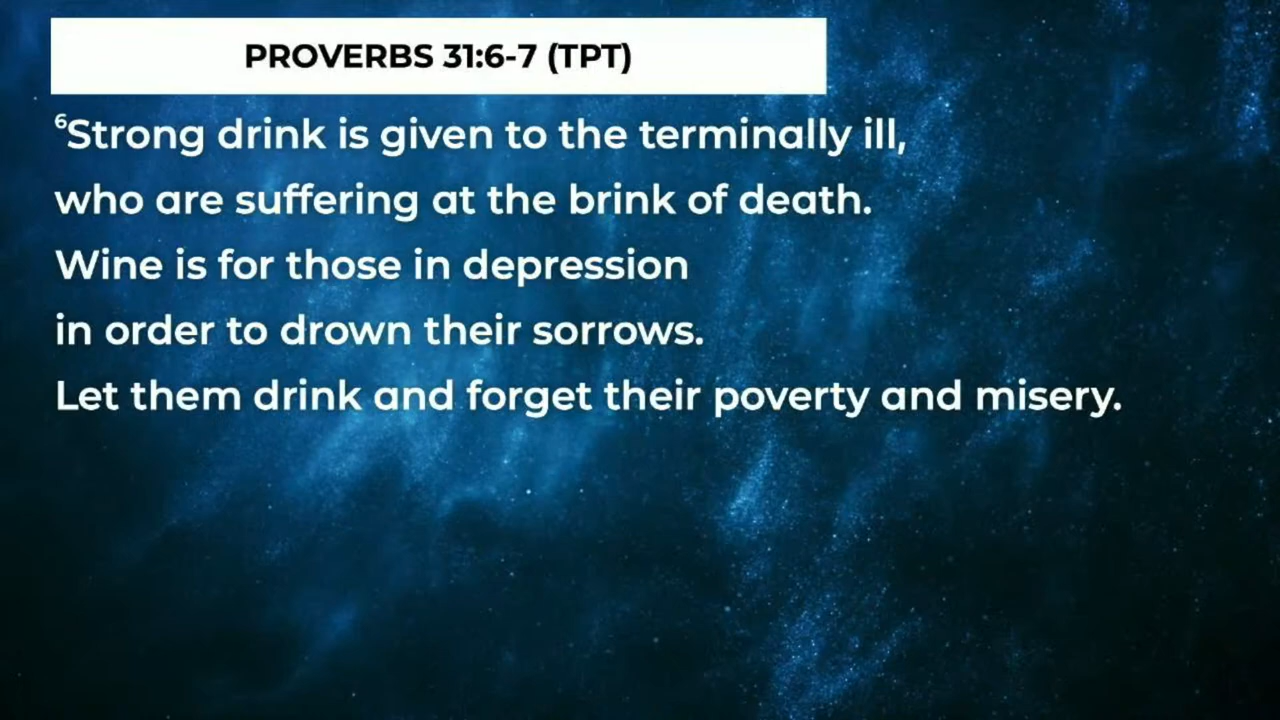 PROVERBS 31:6-7 (TPT)
⁶Strong drink is given to the terminally ill,
who are suffering at the brink of death.
Wine is for those in depression
in order to drown their sorrows.
Let them drink and forget their poverty and misery.